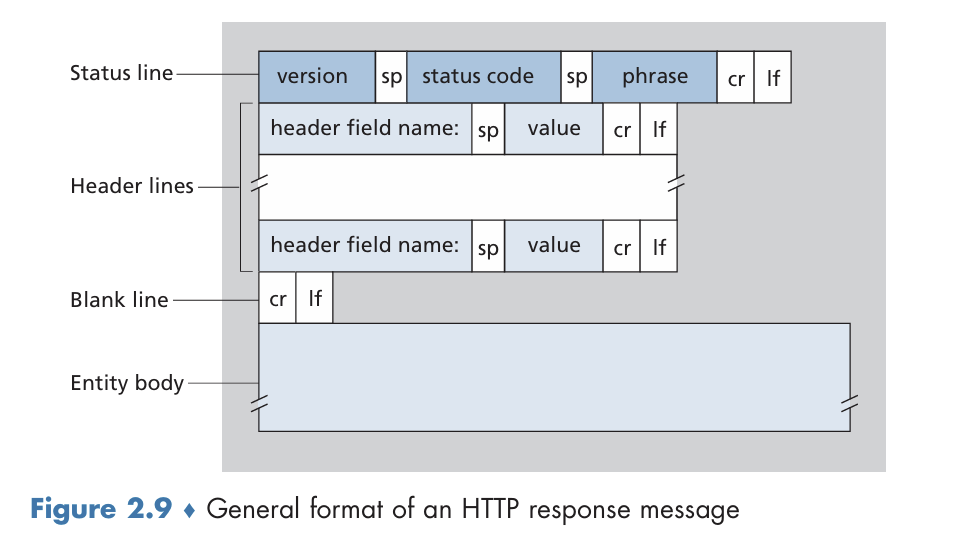 Status line version sp status code sp phrase cr lf
header field name: sp value cr lf
Header lines
header field name: sp value cr lf
Blank line cr lf
Entity body
Figure 2.9 ♦ General format of an HTTP response message